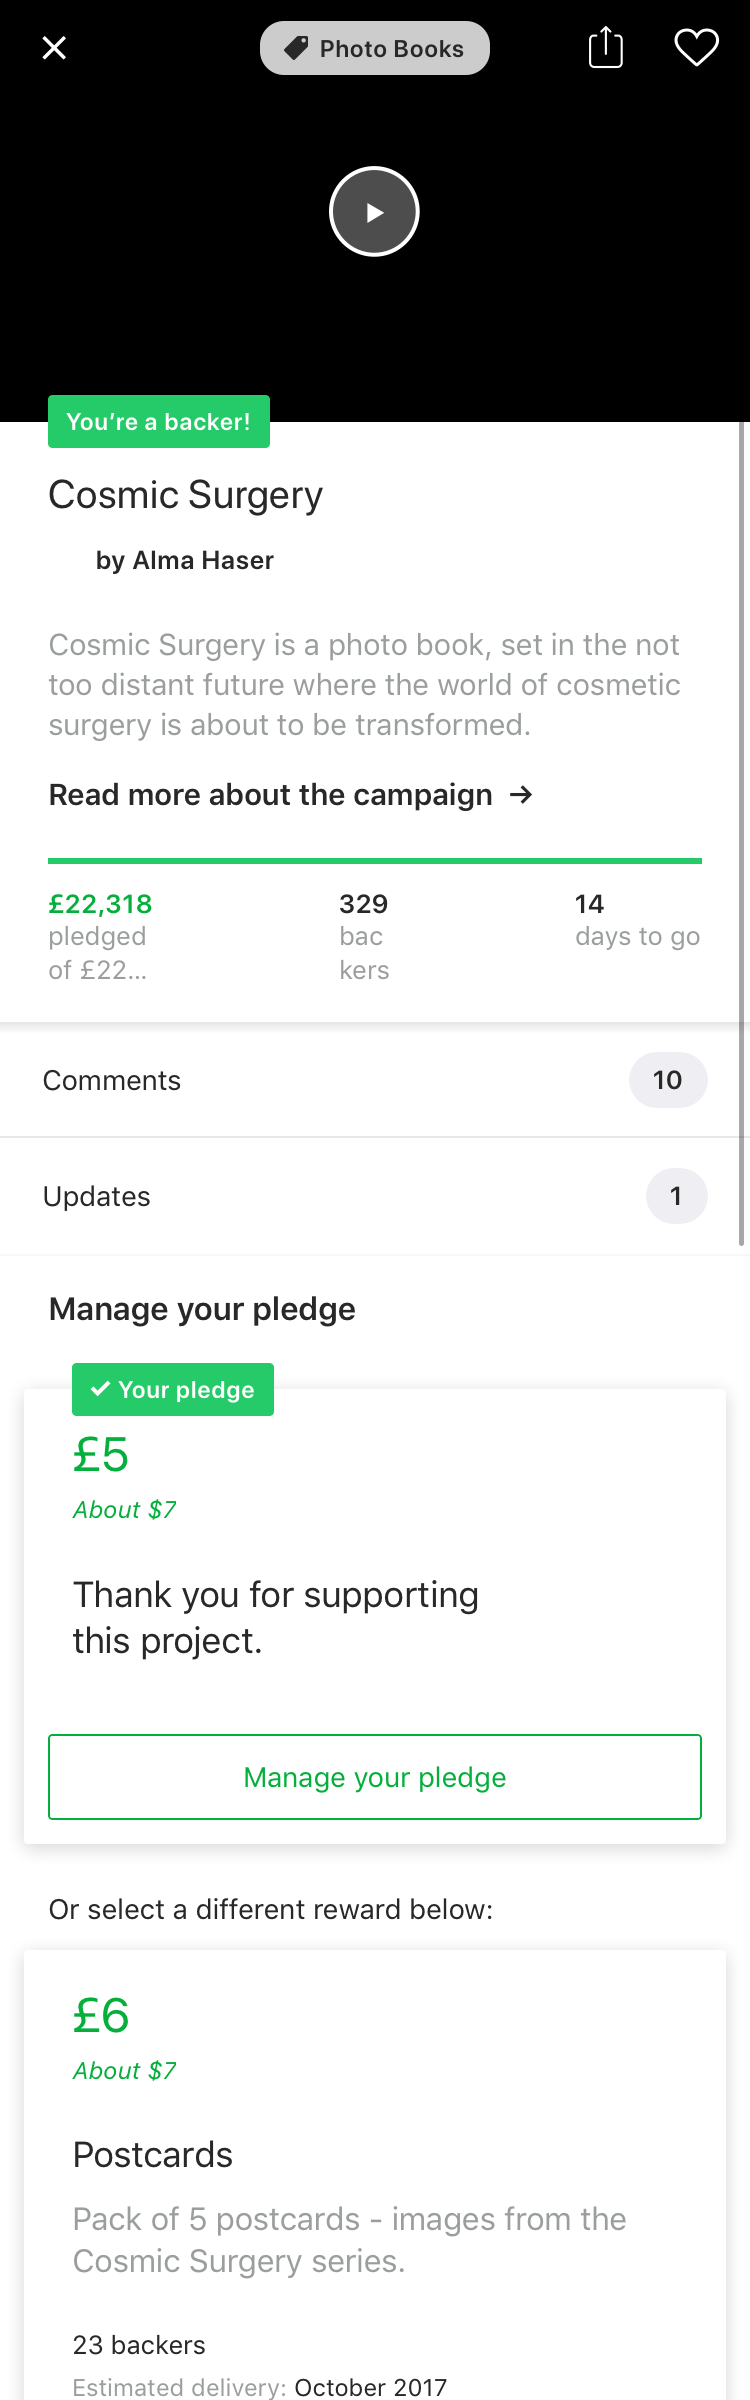 Photo Books
You’re a backer!
Cosmic Surgery
by Alma Haser
Cosmic Surgery is a photo book, set in the not
too distant future where the world of cosmetic
surgery is about to be transformed.
Read more about the campaign →
£22,318
pledged
of £22…
329
bac
kers
14
days to go
Comments
10
Updates
1
Manage your pledge
Your pledge
£5
About $7
Thank you for supporting
this project.
Manage your pledge
Or select a different reward below:
£6
About $7
Postcards
Pack of 5 postcards - images from the
Cosmic Surgery series.
23 backers
Estimated delivery: October 2017